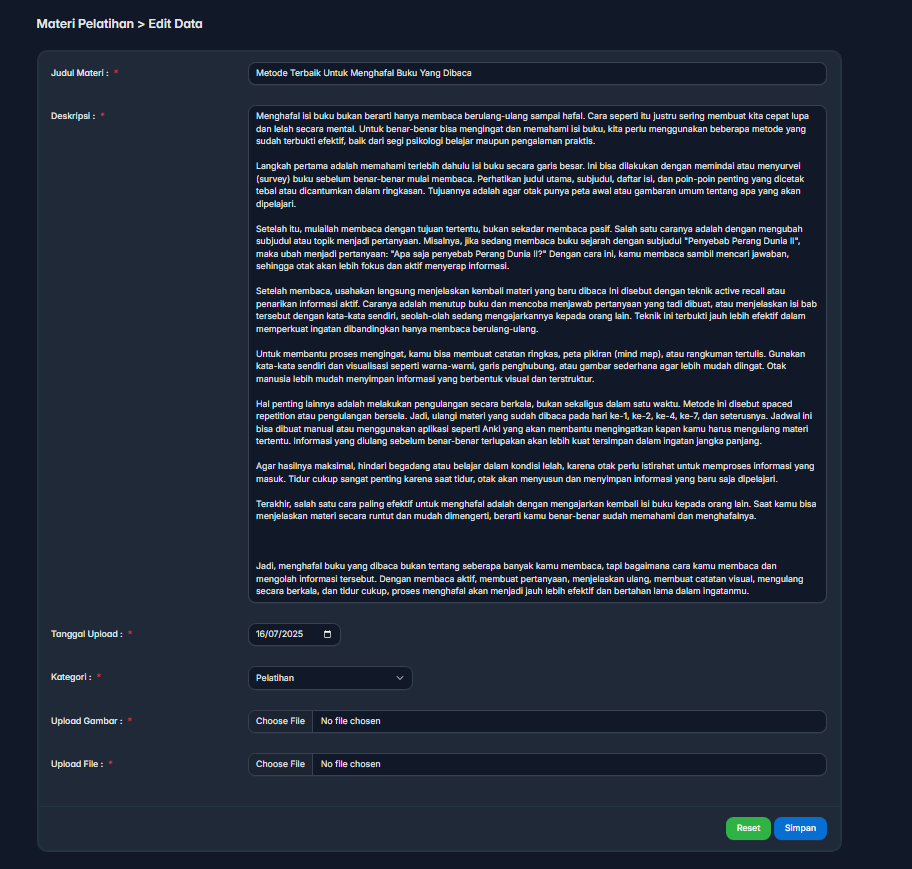 Materi Pelatihan > Edit Data
Judul Materi : *
Metode Terbaik Untuk Menghafal Buku Yang Dibaca
Deskripsi : *
Menghafal isi buku bukan berarti hanya membaca berulang-ulang sampai hafal. Cara seperti itu justru sering membuat kita cepat lupa
dan lelah secara mental. Untuk benar-benar bisa mengingat dan memahami isi buku, kita perlu menggunakan beberapa metode yang
sudah terbukti efektif, baik dari segi psikologi belajar maupun pengalaman praktis.
Langkah pertama adalah memahami terlebih dahulu isi buku secara garis besar. Ini bisa dilakukan dengan memindai atau menyurvei
(survey) buku sebelum benar-benar mulai membaca. Perhatikan judul utama, subjudul, daftar isi, dan poin-poin penting yang dicetak
tebal atau dicantumkan dalam ringkasan. Tujuannya adalah agar otak punya peta awal atau gambaran umum tentang apa yang akan
dipelajari.
Setelah itu, mulailah membaca dengan tujuan tertentu, bukan sekadar membaca pasif. Salah satu caranya adalah dengan mengubah
subjudul atau topik menjadi pertanyaan. Misalnya, jika sedang membaca buku sejarah dengan subjudul "Penyebab Perang Dunia II",
maka ubah menjadi pertanyaan: "Apa saja penyebab Perang Dunia II?" Dengan cara ini, kamu membaca sambil mencari jawaban,
sehingga otak akan lebih fokus dan aktif menyerap informasi.
Setelah membaca, usahakan langsung menjelaskan kembali materi yang baru dibaca Ini disebut dengan teknik active recall atau
penarikan informasi aktif. Caranya adalah menutup buku dan mencoba menjawab pertanyaan yang tadi dibuat, atau menjelaskan isi bab
tersebut dengan kata-kata sendiri, seolah-olah sedang mengajarkannya kepada orang lain. Teknik ini terbukti jauh lebih efektif dalam
memperkuat ingatan dibandingkan hanya membaca berulang-ulang.
Untuk membantu proses mengingat, kamu bisa membuat catatan ringkas, peta pikiran (mind map), atau rangkuman tertulis. Gunakan
kata-kata sendiri dan visualisasi seperti warna-warni, garis penghubung, atau gambar sederhana agar lebih mudah diingat. Otak
manusia lebih mudah menyimpan informasi yang berbentuk visual dan terstruktur.
Hal penting lainnya adalah melakukan pengulangan secara berkala, bukan sekaligus dalam satu waktu. Metode ini disebut spaced
repetition atau pengulangan bersela. Jadi, ulangi materi yang sudah dibaca pada hari ke-1, ke-2, ke-4, ke-7, dan seterusnya. Jadwal ini
bisa dibuat manual atau menggunakan aplikasi seperti Anki yang akan membantu mengingatkan kapan kamu harus mengulang materi
tertentu. Informasi yang diulang sebelum benar-benar terlupakan akan lebih kuat tersimpan dalam ingatan jangka panjang.
Agar hasilnya maksimal, hindari begadang atau belajar dalam kondisi lelah, karena otak perlu istirahat untuk memproses informasi yang
masuk. Tidur cukup sangat penting karena saat tidur, otak akan menyusun dan menyimpan informasi yang baru saja dipelajari.
Terakhir, salah satu cara paling efektif untuk menghafal adalah dengan mengajarkan kembali isi buku kepada orang lain. Saat kamu bisa
menjelaskan materi secara runtut dan mudah dimengerti, berarti kamu benar-benar sudah memahami dan menghafalnya.
Jadi, menghafal buku yang dibaca bukan tentang seberapa banyak kamu membaca, tapi bagaimana cara kamu membaca dan
mengolah informasi tersebut. Dengan membaca aktif, membuat pertanyaan, menjelaskan ulang, membuat catatan visual, mengulang
secara berkala, dan tidur cukup, proses menghafal akan menjadi jauh lebih efektif dan bertahan lama dalam ingatanmu.
Tanggal Upload : *
16/07/2025
Kategori : *
Pelatihan
Upload Gambar : *
Choose File No file chosen
Upload File : *
Choose File No file chosen
Reset Simpan